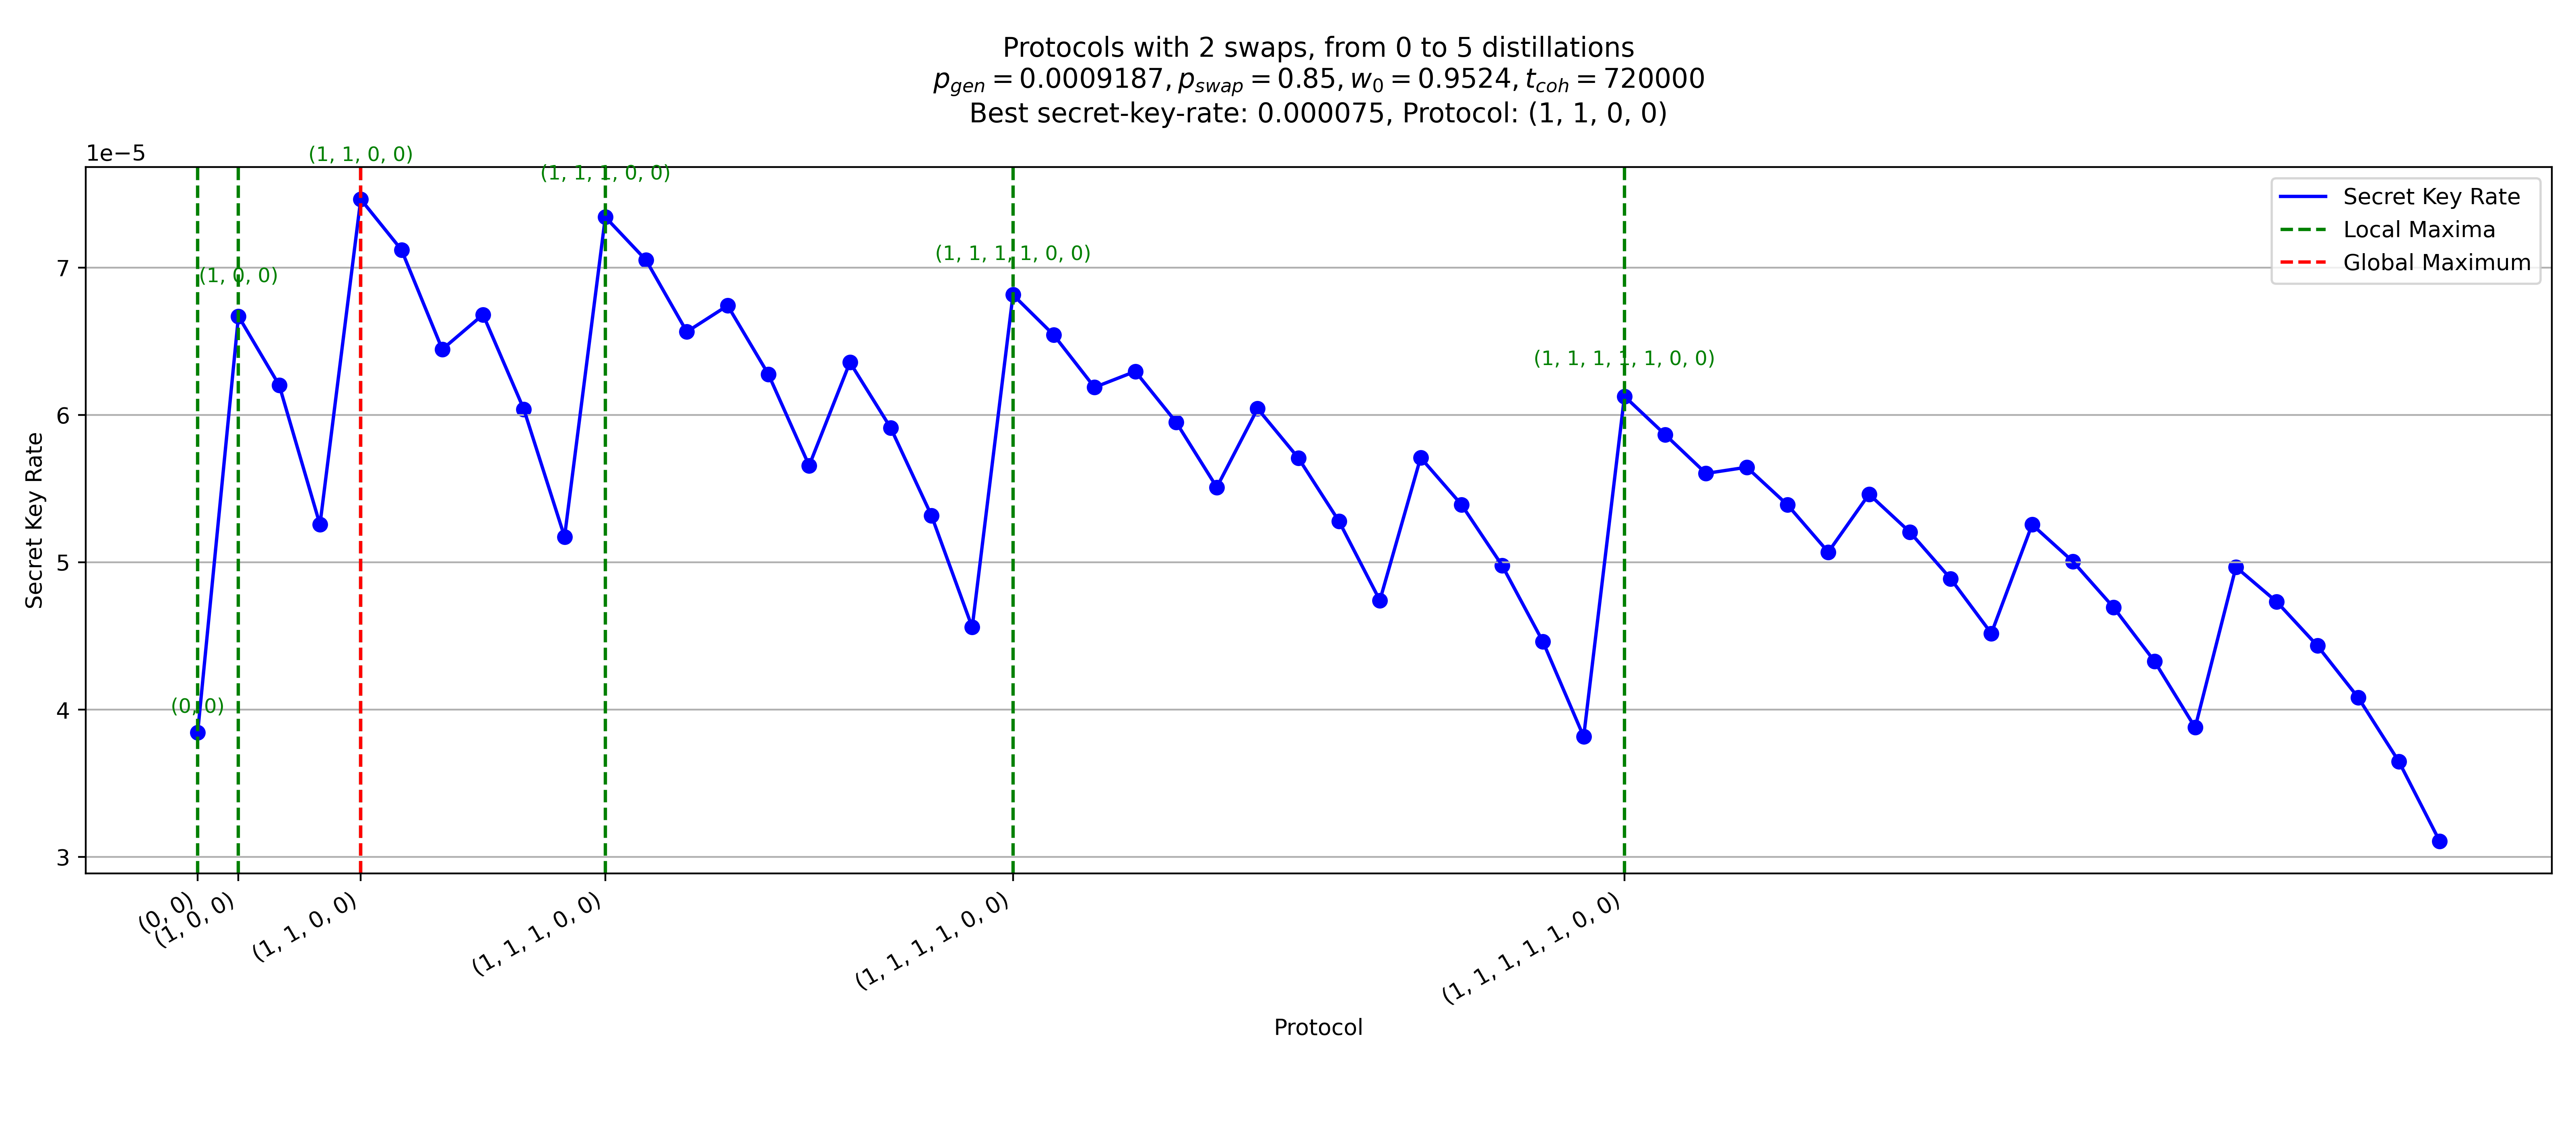 Protocols with 2 swaps, from 0 to 5 distillations
p_gen = 0.0009187, p_swap = 0.85, w_0 = 0.9524, t_coh = 720000
Best secret-key-rate: 0.000075, Protocol: (1, 1, 0, 0)
1e−5
(1, 1, 0, 0)
(1, 1, 1, 0, 0)
(1, 0, 0)
(1, 1, 1, 1, 0, 0)
(1, 1, 1, 1, 1, 0, 0)
(0, 0)
Secret Key Rate
Local Maxima
Global Maximum
Secret Key Rate
7
6
5
4
3
(0, 0)
(1, 0, 0)
(1, 1, 0, 0)
(1, 1, 1, 0, 0)
(1, 1, 1, 1, 0, 0)
(1, 1, 1, 1, 1, 0, 0)
Protocol